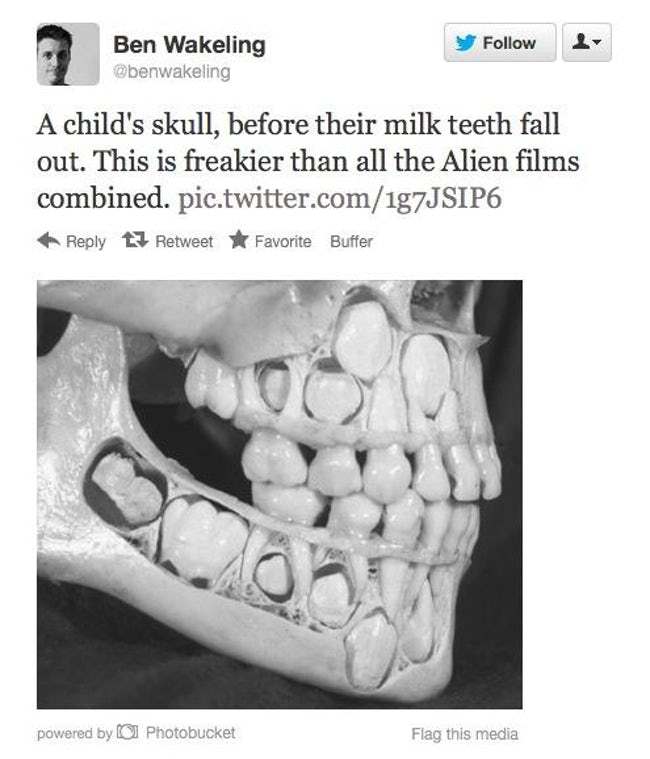 Ben Wakeling
Follow
@benwakeling
A child's skull, before their milk teeth fall
out. This is freakier than all the Alien films
combined. pic.twitter.com/1g7JSIP6
Reply Retweet Favorite Buffer
powered by Photobucket
Flag this media